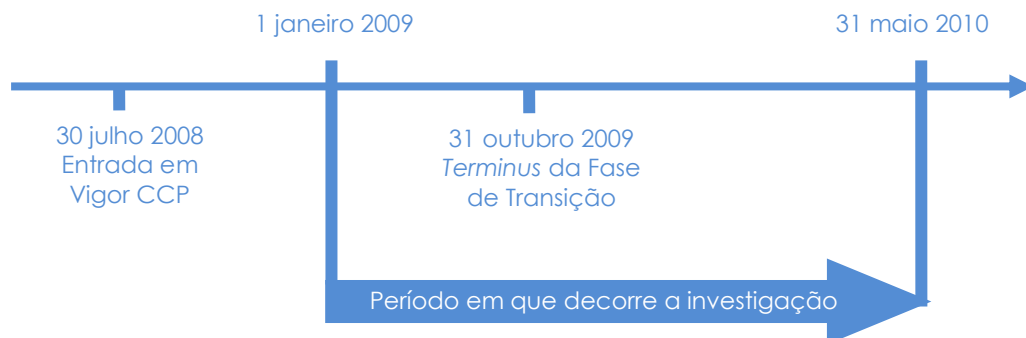 1 janeiro 2009
31 maio 2010
30 julho 2008
Entrada em
Vigor CCP
31 outubro 2009
Terminus da Fase
de Transição
Período em que decorre a investigação